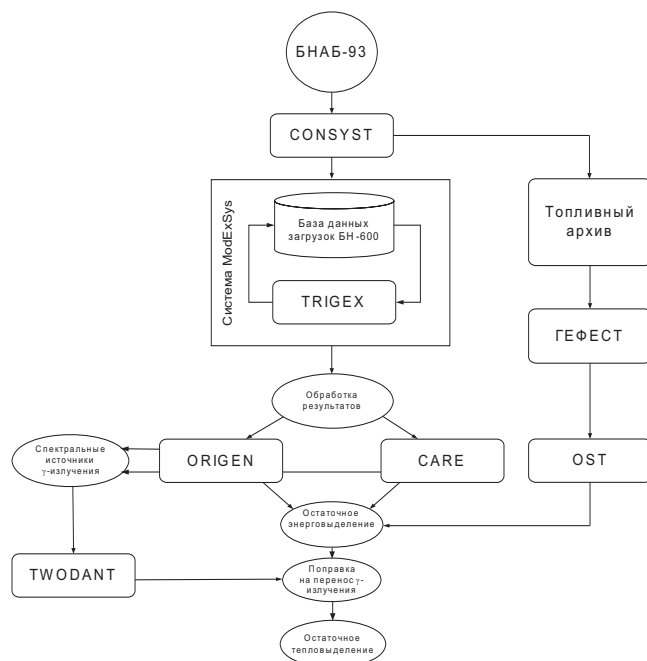 БНАБ-93
CONSYST
Система ModExSys
База данных
загрузок БН-600
TRIGEX
Топливный
архив
ГЕФЕСТ
Обработка
результатов
Спектральные
источники
γ-излучения
ORIGEN
CARE
OST
Остаточное
энерговыделение
TWODANT
Поправка
на перенос γ-
излучения
Остаточное
тепловыделение